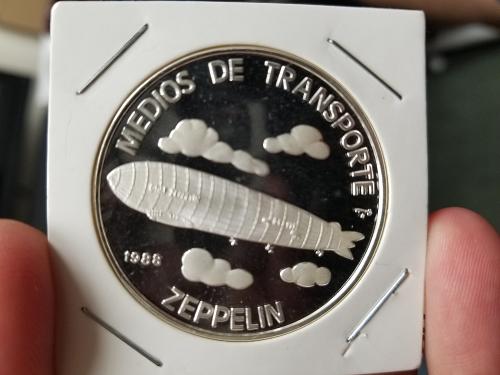 MEDIOS DE TRANSPORTE
1988
ZEPPELIN